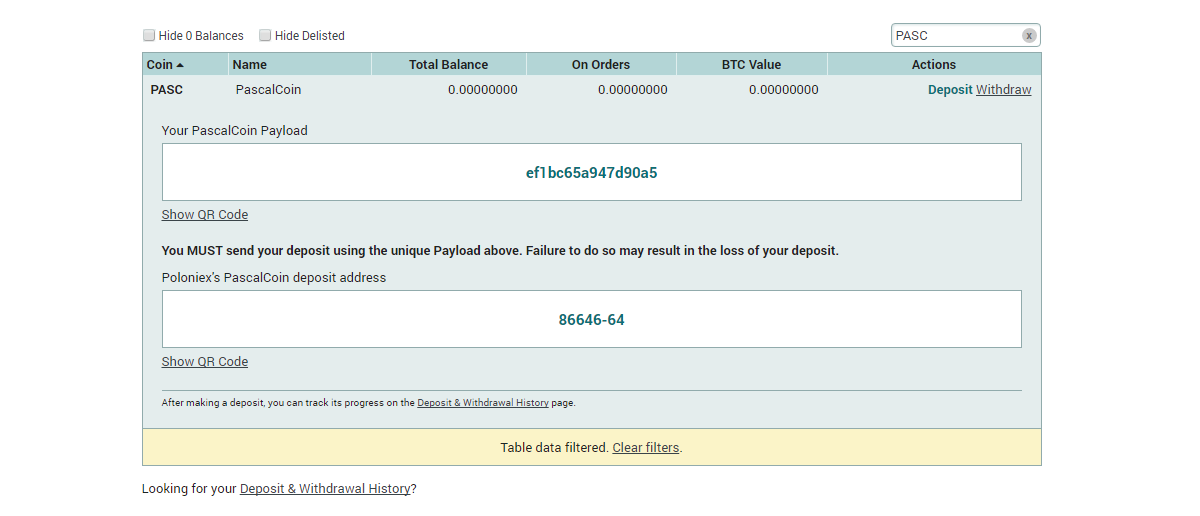 Hide 0 Balances Hide Delisted PASC x
Coin Name Total Balance On Orders BTC Value Actions
PASC PascalCoin 0.00000000 0.00000000 0.00000000 Deposit Withdraw
Your PascalCoin Payload
ef1bc65a947d90a5
Show QR Code
You MUST send your deposit using the unique Payload above. Failure to do so may result in the loss of your deposit.
Poloniex's PascalCoin deposit address
86646-64
Show QR Code
After making a deposit, you can track its progress on the Deposit & Withdrawal History page.
Table data filtered. Clear filters.
Looking for your Deposit & Withdrawal History?